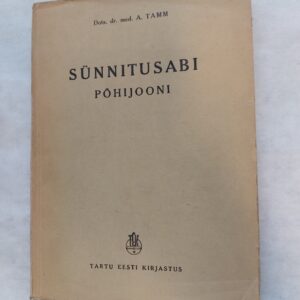 Dots. dr. med. A. TAMM
SÜNNITUSABI
PÕHIJOONI
TARTU EESTI KIRJASTUS